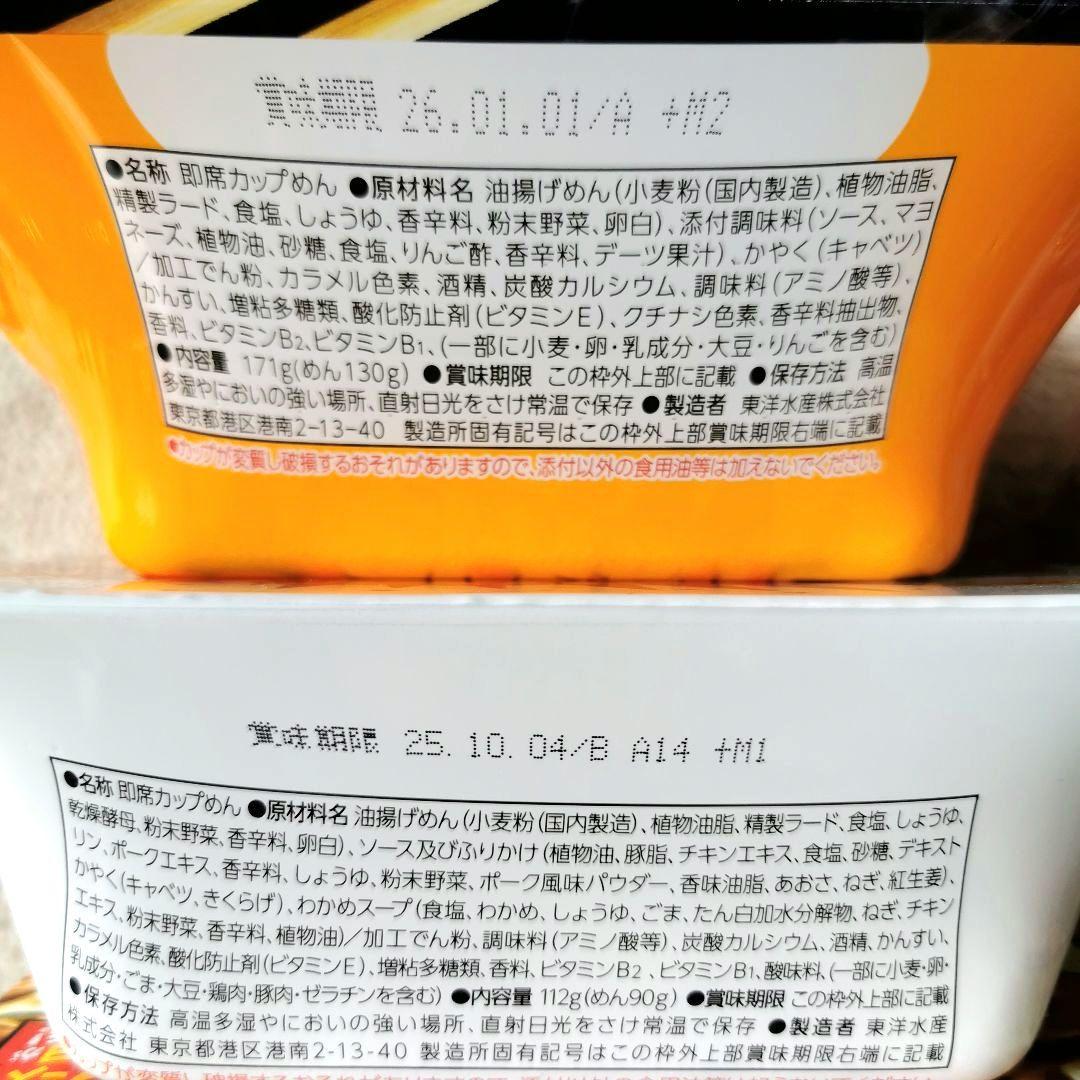 賞味期限 26.01.01/A +M2
●名称 即席カップめん ●原材料名 油揚げめん(小麦粉(国内製造)、植物油脂、
精製ラード、食塩、しょうゆ、香辛料、粉末野菜、卵白)、添付調味料(ソース、マヨ
ネーズ、植物油、砂糖、食塩、りんご酢、香辛料、デーツ果汁)、かやく(キャベツ)
/加工でん粉、カラメル色素、酒精、炭酸カルシウム、調味料(アミノ酸等)、
かんすい、増粘多糖類、酸化防止剤(ビタミンE)、クチナシ色素、香辛料抽出物、
香料、ビタミンB2、ビタミンB1、(一部に小麦・卵・乳成分・大豆・りんごを含む)
●内容量 171g(めん130g) ●賞味期限 この枠外上部に記載 ●保存方法 高温
多湿やにおいの強い場所、直射日光をさけ常温で保存 ●製造者 東洋水産株式会社
東京都港区港南2-13-40 製造所固有記号はこの枠外上部賞味期限右端に記載
●カップが変質し破損するおそれがありますので、添付以外の食用油等は加えないでください。
賞味期限 25.10.04/B A14 +M1
●名称 即席カップめん ●原材料名 油揚げめん(小麦粉(国内製造)、植物油脂、精製ラード、食塩、しょうゆ、
乾燥酵母、粉末野菜、香辛料、卵白)、ソース及びふりかけ(植物油、豚脂、チキンエキス、食塩、砂糖、デキスト
リン、ポークエキス、香辛料、しょうゆ、粉末野菜、ポーク風味パウダー、香味油脂、あおさ、ねぎ、紅生姜)、
かやく(キャベツ、きくらげ)、わかめスープ(食塩、わかめ、しょうゆ、ごま、たん白加水分解物、ねぎ、チキン
エキス、粉末野菜、香辛料、植物油)/加工でん粉、調味料(アミノ酸等)、炭酸カルシウム、酒精、かんすい、
カラメル色素、酸化防止剤(ビタミンE)、増粘多糖類、香料、ビタミンB2、ビタミンB1、酸味料、(一部に小麦・卵・
乳成分・ごま・大豆・鶏肉・豚肉・ゼラチンを含む) ●内容量 112g(めん90g) ●賞味期限 この枠外上部に記載
●保存方法 高温多湿やにおいの強い場所、直射日光をさけ常温で保存 ●製造者 東洋水産
株式会社 東京都港区港南2-13-40 製造所固有記号はこの枠外上部賞味期限右端に記載